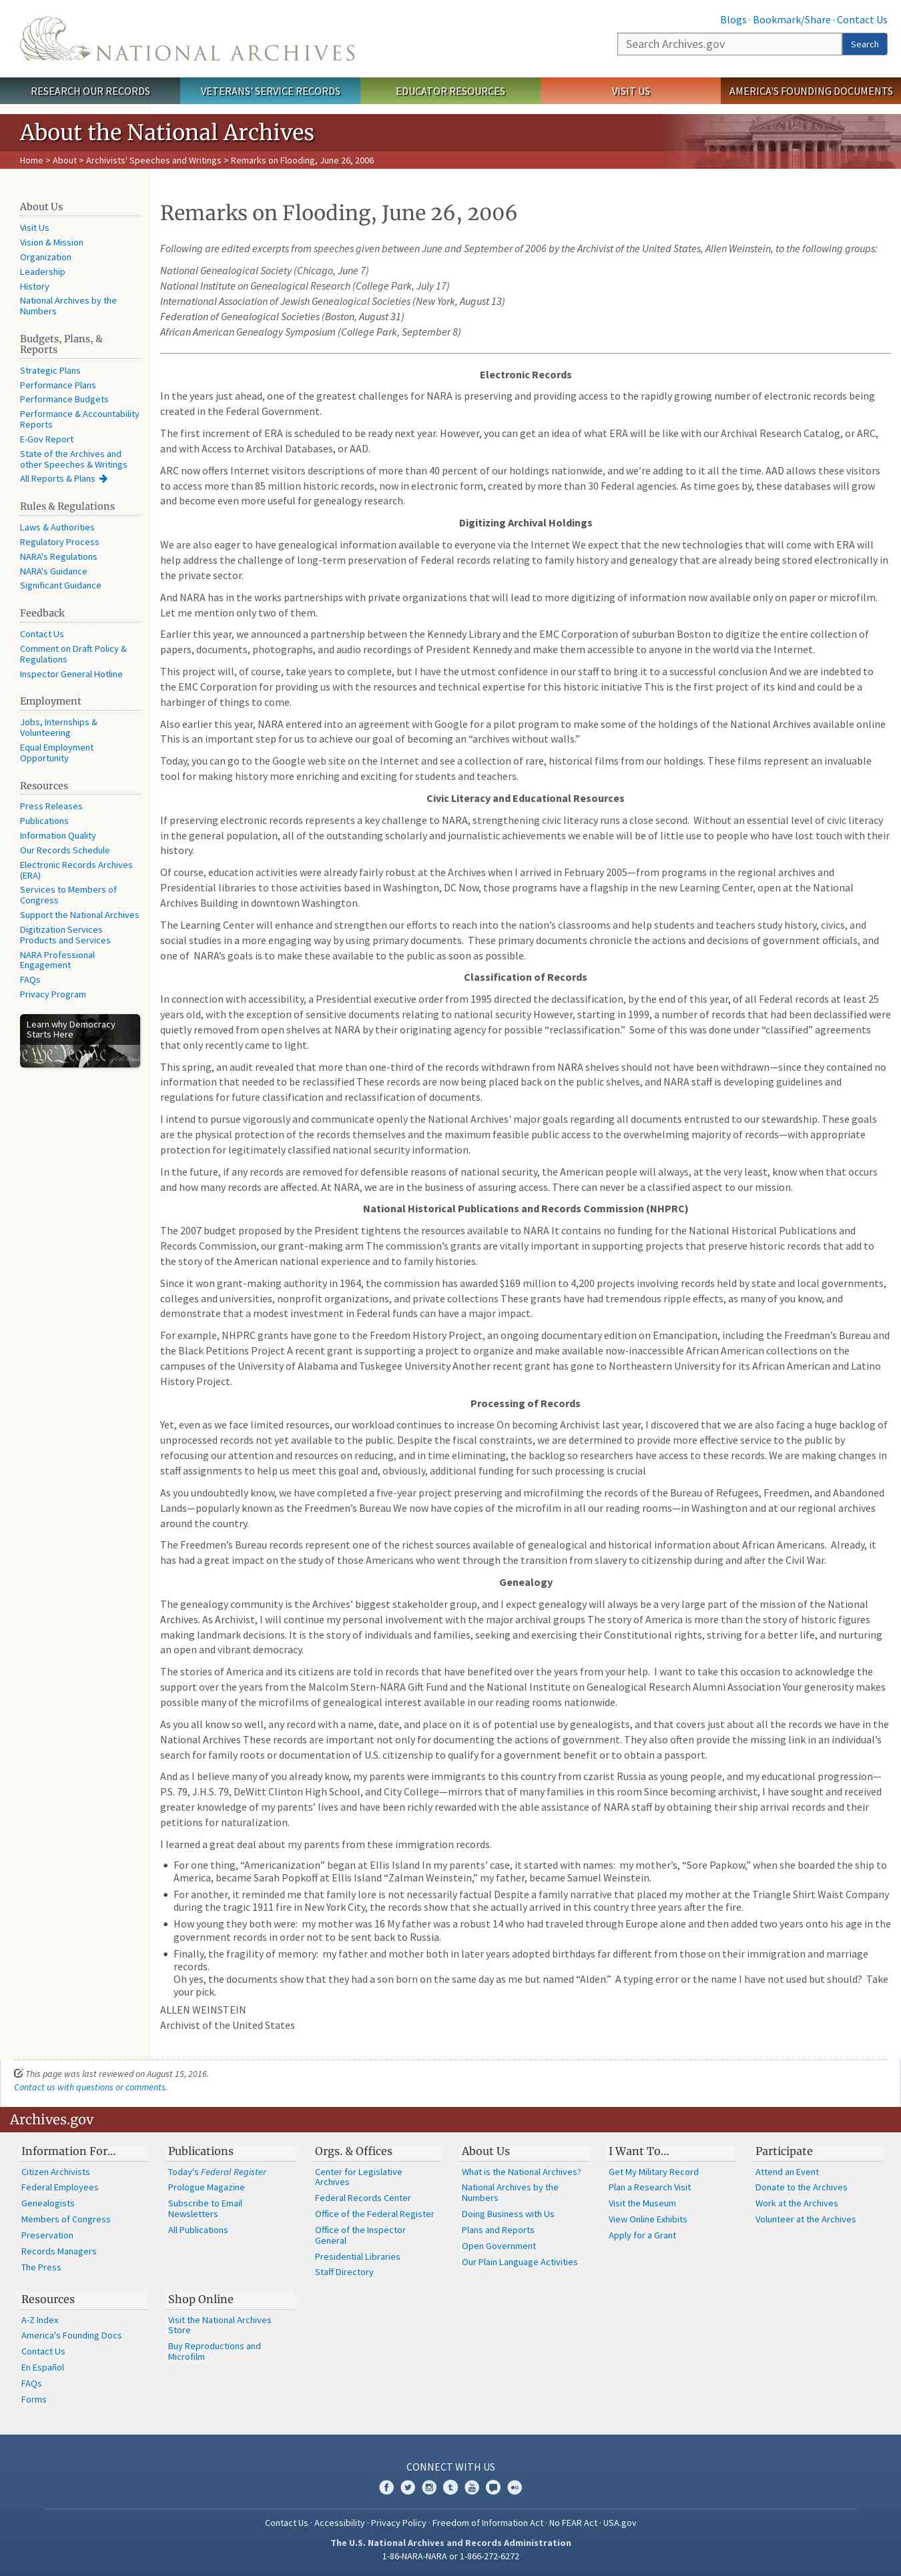 Blogs · Bookmark/Share · Contact Us
NATIONAL ARCHIVES
Search Archives.gov
Search
RESEARCH OUR RECORDS
VETERANS' SERVICE RECORDS
EDUCATOR RESOURCES
VISIT US
AMERICA'S FOUNDING DOCUMENTS
About the National Archives
Home > About > Archivists' Speeches and Writings > Remarks on Flooding, June 26, 2006
About Us
Visit Us
Vision & Mission
Organization
Leadership
History
National Archives by the
Numbers
Budgets, Plans, &
Reports
Strategic Plans
Performance Plans
Performance Budgets
Performance & Accountability
Reports
E-Gov Report
State of the Archives and
other Speeches & Writings
All Reports & Plans
Rules & Regulations
Laws & Authorities
Regulatory Process
NARA's Regulations
NARA's Guidance
Significant Guidance
Feedback
Contact Us
Comment on Draft Policy &
Regulations
Inspector General Hotline
Employment
Jobs, Internships &
Volunteering
Equal Employment
Opportunity
Resources
Press Releases
Publications
Information Quality
Our Records Schedule
Electronic Records Archives
(ERA)
Services to Members of
Congress
Support the National Archives
Digitization Services
Products and Services
NARA Professional
Engagement
FAQs
Privacy Program
Learn why Democracy
Starts Here
We the People
Remarks on Flooding, June 26, 2006
Following are edited excerpts from speeches given between June and September of 2006 by the Archivist of the United States, Allen Weinstein, to the following groups:
National Genealogical Society (Chicago, June 7)
National Institute on Genealogical Research (College Park, July 17)
International Association of Jewish Genealogical Societies (New York, August 13)
Federation of Genealogical Societies (Boston, August 31)
African American Genealogy Symposium (College Park, September 8)
Electronic Records
In the years just ahead, one of the greatest challenges for NARA is preserving and providing access to the rapidly growing number of electronic records being
created in the Federal Government.
The first increment of ERA is scheduled to be ready next year. However, you can get an idea of what ERA will be like with our Archival Research Catalog, or ARC,
and with Access to Archival Databases, or AAD.
ARC now offers Internet visitors descriptions of more than 40 percent of our holdings nationwide, and we’re adding to it all the time. AAD allows these visitors
to access more than 85 million historic records, now in electronic form, created by more than 30 Federal agencies. As time goes by, these databases will grow
and become even more useful for genealogy research.
Digitizing Archival Holdings
We are also eager to have genealogical information available to everyone via the Internet We expect that the new technologies that will come with ERA will
help address the challenge of long-term preservation of Federal records relating to family history and genealogy that are already being stored electronically in
the private sector.
And NARA has in the works partnerships with private organizations that will lead to more digitizing of information now available only on paper or microfilm.
Let me mention only two of them.
Earlier this year, we announced a partnership between the Kennedy Library and the EMC Corporation of suburban Boston to digitize the entire collection of
papers, documents, photographs, and audio recordings of President Kennedy and make them accessible to anyone in the world via the Internet.
This project will, of course, take years to complete, but I have the utmost confidence in our staff to bring it to a successful conclusion And we are indebted to
the EMC Corporation for providing us with the resources and technical expertise to complement this historic initiative This is the first project of its kind and could be a
harbinger of things to come.
Also earlier this year, NARA entered into an agreement with Google for a pilot program to make some of the holdings of the National Archives available online
This is an important step for us to achieve our goal of becoming an “archives without walls.”
Today, you can go to the Google web site on the Internet and see a collection of rare, historical films from our holdings. These films represent an invaluable
tool for making history more enriching and exciting for students and teachers.
Civic Literacy and Educational Resources
If preserving electronic records represents a key challenge to NARA, strengthening civic literacy runs a close second.  Without an essential level of civic literacy
in the general population, all of the outstanding scholarly and journalistic achievements we enable will be of little use to people who have lost touch with their
history.
Of course, education activities were already fairly robust at the Archives when I arrived in February 2005—from programs in the regional archives and
Presidential libraries to those activities based in Washington, DC Now, those programs have a flagship in the new Learning Center, open at the National
Archives Building in downtown Washington.
The Learning Center will enhance and strengthen our efforts to reach into the nation’s classrooms and help students and teachers study history, civics, and
social studies in a more engaging way by using primary documents.  These primary documents chronicle the actions and decisions of government officials, and
one of  NARA’s goals is to make these available to the public as soon as possible.
Classification of Records
In connection with accessibility, a Presidential executive order from 1995 directed the declassification, by the end of this year, of all Federal records at least 25
years old, with the exception of sensitive documents relating to national security However, starting in 1999, a number of records that had been declassified were
quietly removed from open shelves at NARA by their originating agency for possible “reclassification.”  Some of this was done under “classified” agreements
that only recently came to light.
This spring, an audit revealed that more than one-third of the records withdrawn from NARA shelves should not have been withdrawn—they contained no
information that needed to be reclassified These records are now being placed back on the public shelves, and NARA staff is developing guidelines and
regulations for future classification and reclassification of documents.
I intend to pursue vigorously and communicate openly the National Archives' major goals regarding all documents entrusted to our stewardship. These goals
are the physical protection of the records themselves and the maximum feasible public access to the overwhelming majority of records—with appropriate
protection for legitimately classified national security information.
In the future, if any records are removed for defensible reasons of national security, the American people will always, at the very least, know when that occurs
and how many records are affected. At NARA, we are in the business of assuring access. There can never be a classified aspect to our mission.
National Historical Publications and Records Commission (NHPRC)
The 2007 budget proposed by the President tightens the resources available to NARA It contains no funding for the National Historical Publications and
Records Commission, our grant-making arm The commission’s grants are vitally important in supporting projects that preserve historic records that add to
the story of the American national experience and to family histories.
Since it won grant-making authority in 1964, the commission has awarded $169 million to 4,200 projects involving records held by state and local governments,
colleges and universities, nonprofit organizations, and private collections These grants have had tremendous ripple effects, as many of you know, and
demonstrate that a modest investment in Federal funds can have a major impact.
For example, NHPRC grants have gone to the Freedom History Project, an ongoing documentary edition on Emancipation, including the Freedman’s Bureau and
the Black Petitions Project A recent grant is supporting a project to organize and make available now-inaccessible African American collections on the
campuses of the University of Alabama and Tuskegee University Another recent grant has gone to Northeastern University for its African American and Latino
History Project.
Processing of Records
Yet, even as we face limited resources, our workload continues to increase On becoming Archivist last year, I discovered that we are also facing a huge backlog of
unprocessed records not yet available to the public. Despite the fiscal constraints, we are determined to provide more effective service to the public by
refocusing our attention and resources on reducing, and in time eliminating, the backlog so researchers have access to these records. We are making changes in
staff assignments to help us meet this goal and, obviously, additional funding for such processing is crucial
As you undoubtedly know, we have completed a five-year project preserving and microfilming the records of the Bureau of Refugees, Freedmen, and Abandoned
Lands—popularly known as the Freedmen’s Bureau We now have copies of the microfilm in all our reading rooms—in Washington and at our regional archives
around the country.
The Freedmen’s Bureau records represent one of the richest sources available of genealogical and historical information about African Americans.  Already, it
has had a great impact on the study of those Americans who went through the transition from slavery to citizenship during and after the Civil War.
Genealogy
The genealogy community is the Archives’ biggest stakeholder group, and I expect genealogy will always be a very large part of the mission of the National
Archives. As Archivist, I will continue my personal involvement with the major archival groups The story of America is more than the story of historic figures
making landmark decisions. It is the story of individuals and families, seeking and exercising their Constitutional rights, striving for a better life, and nurturing
an open and vibrant democracy.
The stories of America and its citizens are told in records that have benefited over the years from your help.  I want to take this occasion to acknowledge the
support over the years from the Malcolm Stern-NARA Gift Fund and the National Institute on Genealogical Research Alumni Association Your generosity makes
possible many of the microfilms of genealogical interest available in our reading rooms nationwide.
As you all know so well, any record with a name, date, and place on it is of potential use by genealogists, and that covers just about all the records we have in the
National Archives These records are important not only for documenting the actions of government. They also often provide the missing link in an individual’s
search for family roots or documentation of U.S. citizenship to qualify for a government benefit or to obtain a passport.
And as I believe many of you already know, my parents were immigrants to this country from czarist Russia as young people, and my educational progression—
P.S. 79, J.H.S. 79, DeWitt Clinton High School, and City College—mirrors that of many families in this room Since becoming archivist, I have sought and received
greater knowledge of my parents’ lives and have been richly rewarded with the able assistance of NARA staff by obtaining their ship arrival records and their
petitions for naturalization.
I learned a great deal about my parents from these immigration records.
For one thing, “Americanization” began at Ellis Island In my parents’ case, it started with names:  my mother’s, “Sore Papkow,” when she boarded the ship to
America, became Sarah Popkoff at Ellis Island “Zalman Weinstein,” my father, became Samuel Weinstein.
For another, it reminded me that family lore is not necessarily factual Despite a family narrative that placed my mother at the Triangle Shirt Waist Company
during the tragic 1911 fire in New York City, the records show that she actually arrived in this country three years after the fire.
How young they both were:  my mother was 16 My father was a robust 14 who had traveled through Europe alone and then added two years onto his age in the
government records in order not to be sent back to Russia.
Finally, the fragility of memory:  my father and mother both in later years adopted birthdays far different from those on their immigration and marriage
records.
Oh yes, the documents show that they had a son born on the same day as me but named “Alden.”  A typing error or the name I have not used but should?  Take
your pick.
ALLEN WEINSTEIN
Archivist of the United States
This page was last reviewed on August 15, 2016.
Contact us with questions or comments.
Archives.gov
Information For…
Citizen Archivists
Federal Employees
Genealogists
Members of Congress
Preservation
Records Managers
The Press
Publications
Today's Federal Register
Prologue Magazine
Subscribe to Email
Newsletters
All Publications
Orgs. & Offices
Center for Legislative
Archives
Federal Records Center
Office of the Federal Register
Office of the Inspector
General
Presidential Libraries
Staff Directory
About Us
What is the National Archives?
National Archives by the
Numbers
Doing Business with Us
Plans and Reports
Open Government
Our Plain Language Activities
I Want To…
Get My Military Record
Plan a Research Visit
Visit the Museum
View Online Exhibits
Apply for a Grant
Participate
Attend an Event
Donate to the Archives
Work at the Archives
Volunteer at the Archives
Resources
A-Z Index
America's Founding Docs
Contact Us
En Español
FAQs
Forms
Shop Online
Visit the National Archives
Store
Buy Reproductions and
Microfilm
CONNECT WITH US
Contact Us · Accessibility · Privacy Policy · Freedom of Information Act · No FEAR Act · USA.gov
The U.S. National Archives and Records Administration
1-86-NARA-NARA or 1-866-272-6272